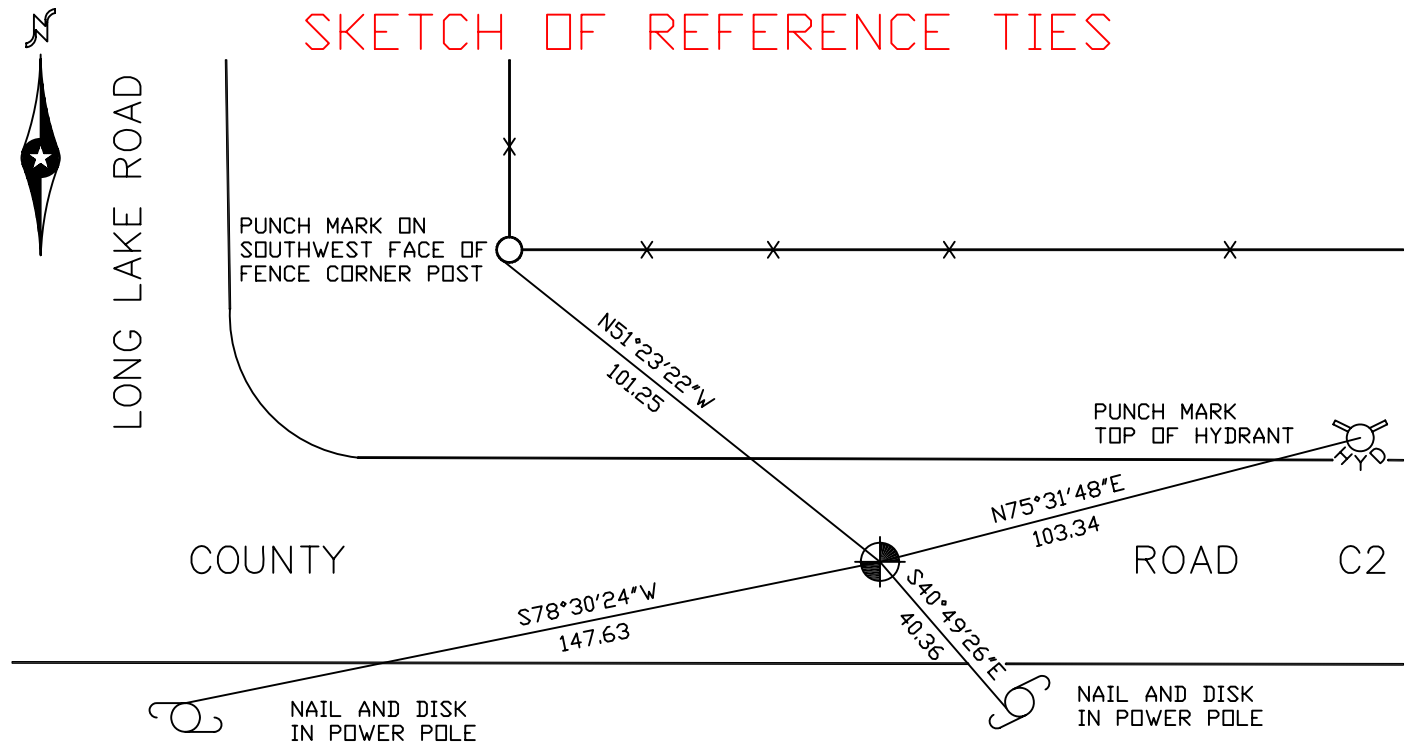 N
SKETCH OF REFERENCE TIES
LONG LAKE ROAD
PUNCH MARK ON
SOUTHWEST FACE OF
FENCE CORNER POST
N51°23'22"W
101.25
PUNCH MARK
TOP OF HYDRANT
HYD
N75°31'48"E
103.34
COUNTY
ROAD C2
S78°30'24"W
147.63
S40°49'26"E
40.36
NAIL AND DISK
IN POWER POLE
NAIL AND DISK
IN POWER POLE